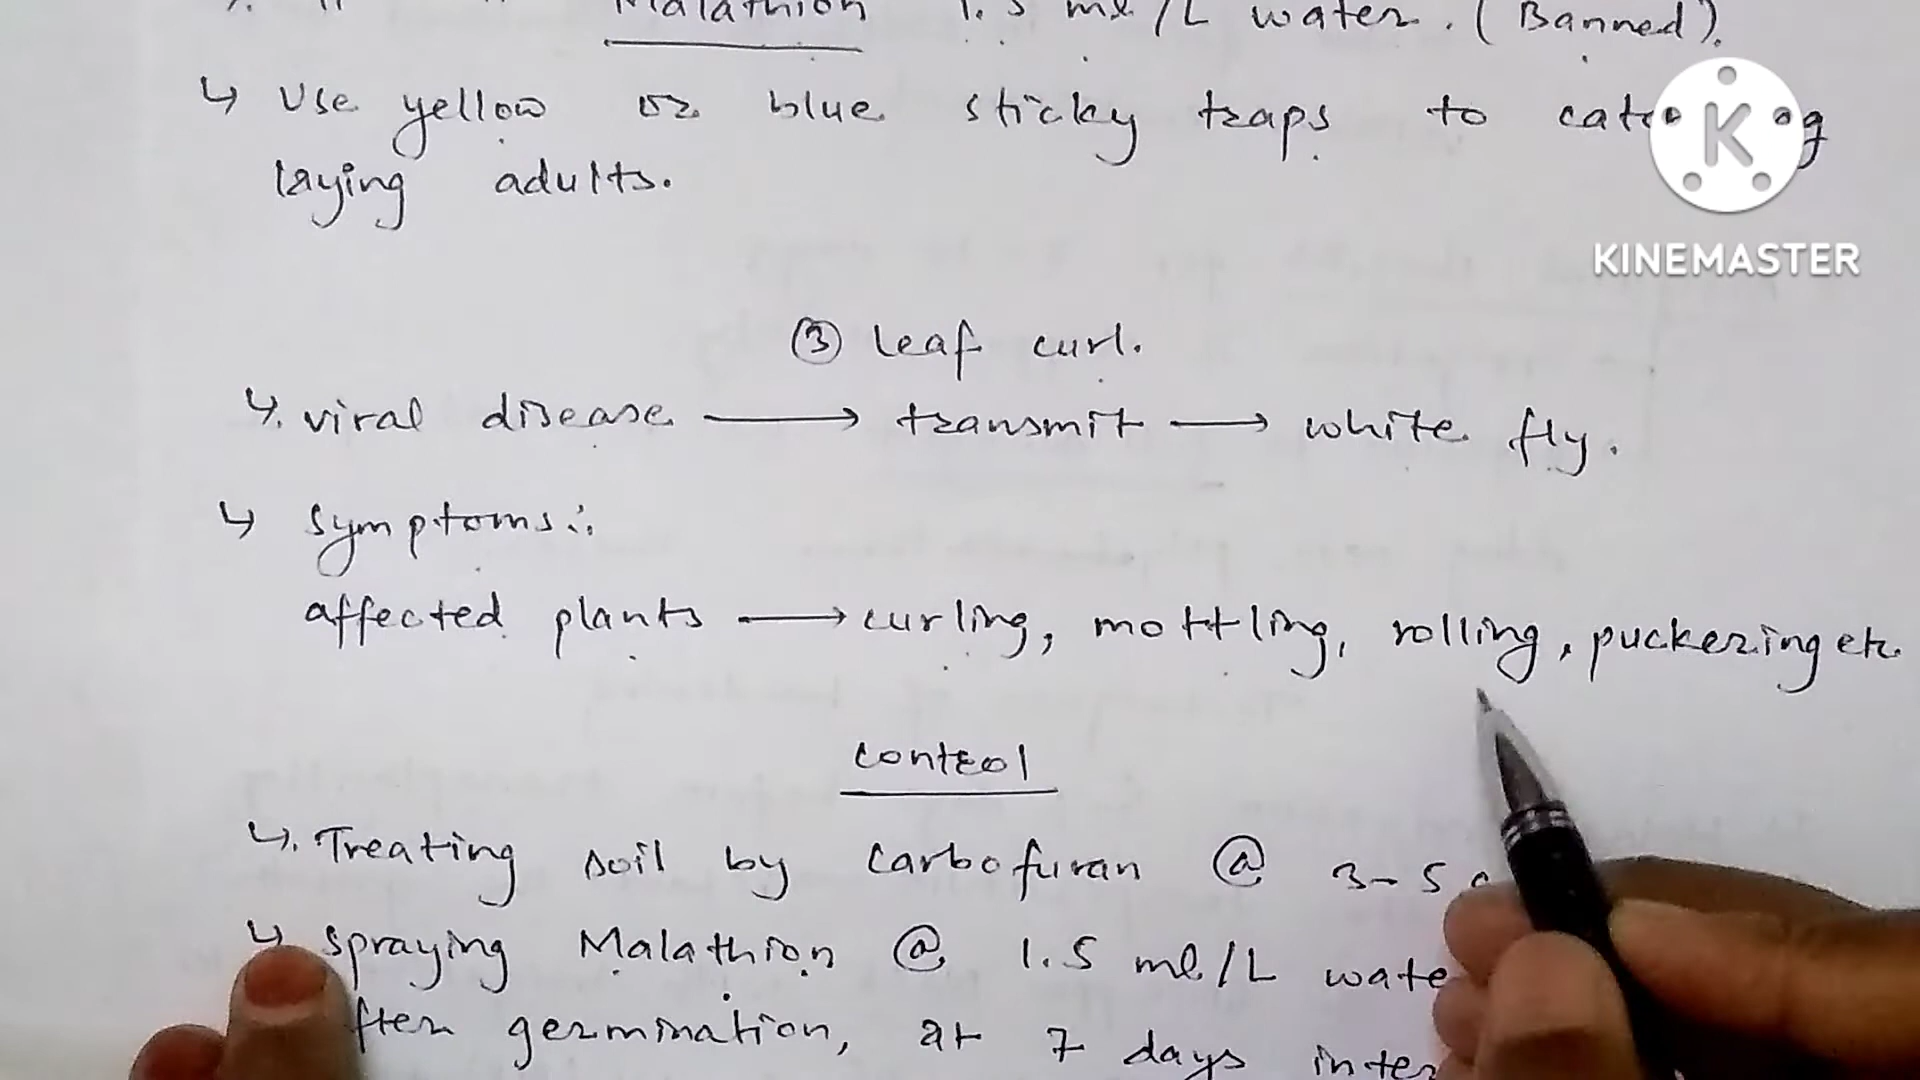 Malathion 1.5 ml/L water. (Banned).
↳ Use yellow or blue sticky traps to
laying adults.
K
KINEMASTER
③ leaf curl.
↳. viral disease ⟶ transmit ⟶ white fly.
↳ symptoms:
affected plants ⟶ curling, mottling, rolling, puckering etc.
control
↳. Treating soil by carbofuran @ 3-5
↳ spraying Malathion @ 1.5 ml/L wate
germination, at 7 days inter